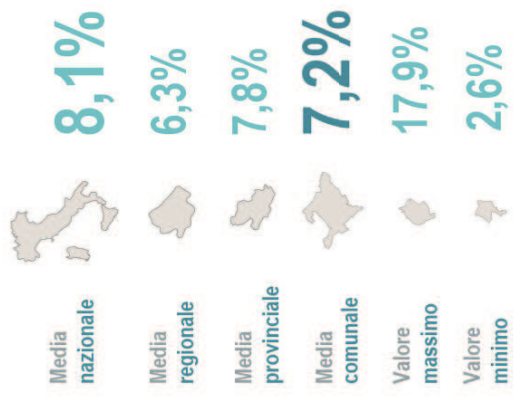 Media
nazionale
8,1%
Media
regionale
6,3%
Media
provinciale
7,8%
Media
comunale
7,2%
Valore
massimo
17,9%
Valore
minimo
2,6%